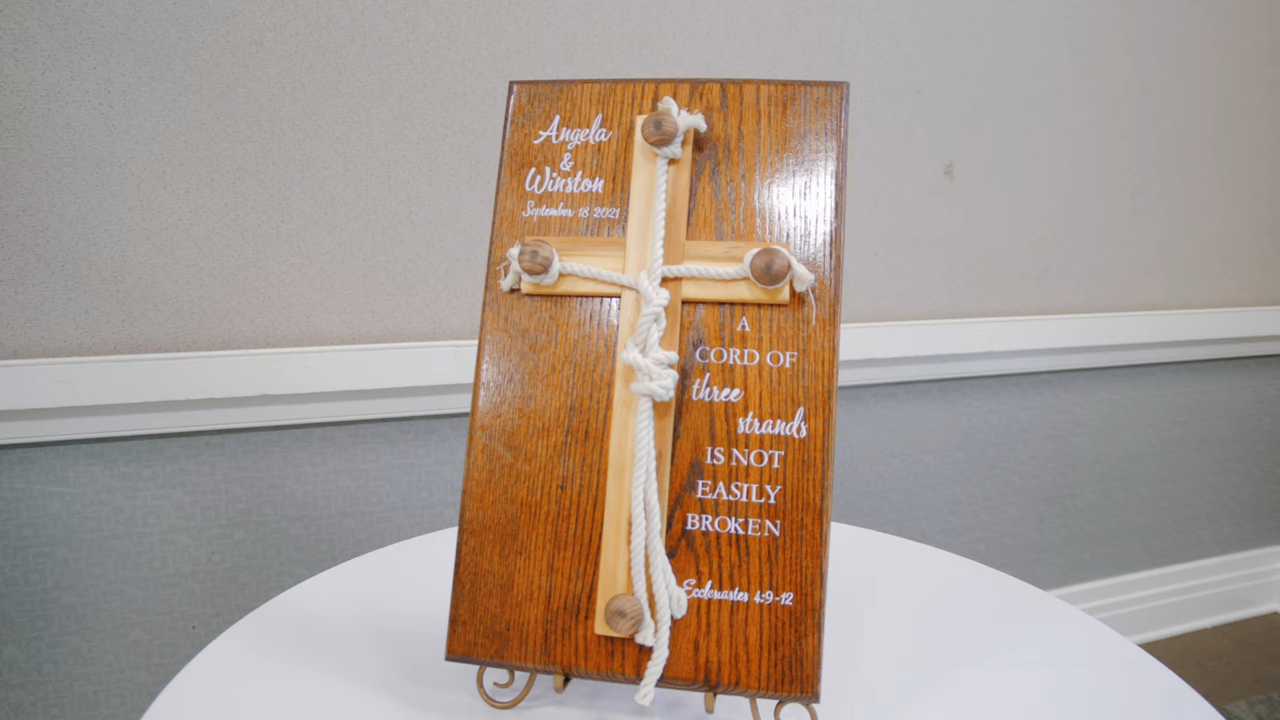 Angela
&
Winston
September 18 2021
A
CORD OF
three
strands
IS NOT
EASILY
BROKEN
Ecclesiastes 4:9-12